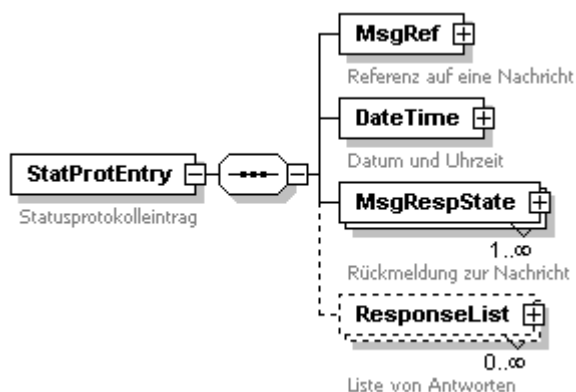 MsgRef
Referenz auf eine Nachricht
DateTime
Datum und Uhrzeit
StatProtEntry
Statusprotokolleintrag
MsgRespState
1..∞
Rückmeldung zur Nachricht
ResponseList
0..∞
Liste von Antworten